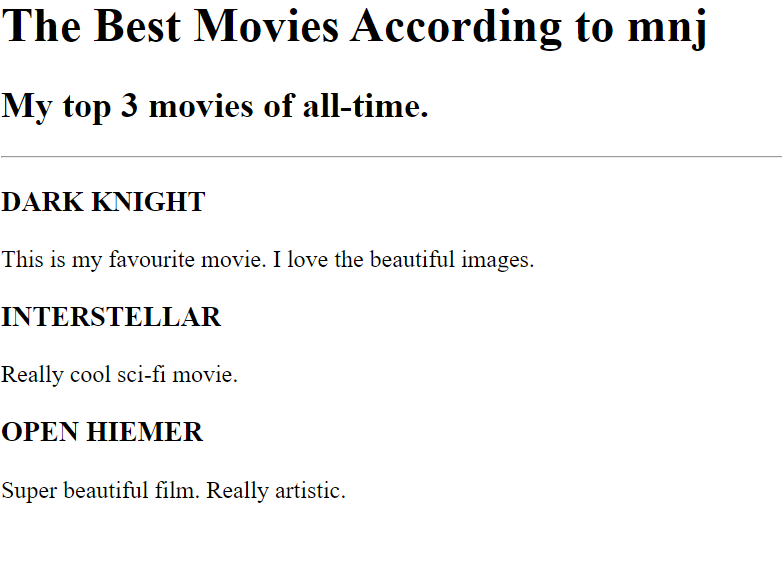 The Best Movies According to mnj
My top 3 movies of all-time.
DARK KNIGHT
This is my favourite movie. I love the beautiful images.
INTERSTELLAR
Really cool sci-fi movie.
OPEN HIEMER
Super beautiful film. Really artistic.